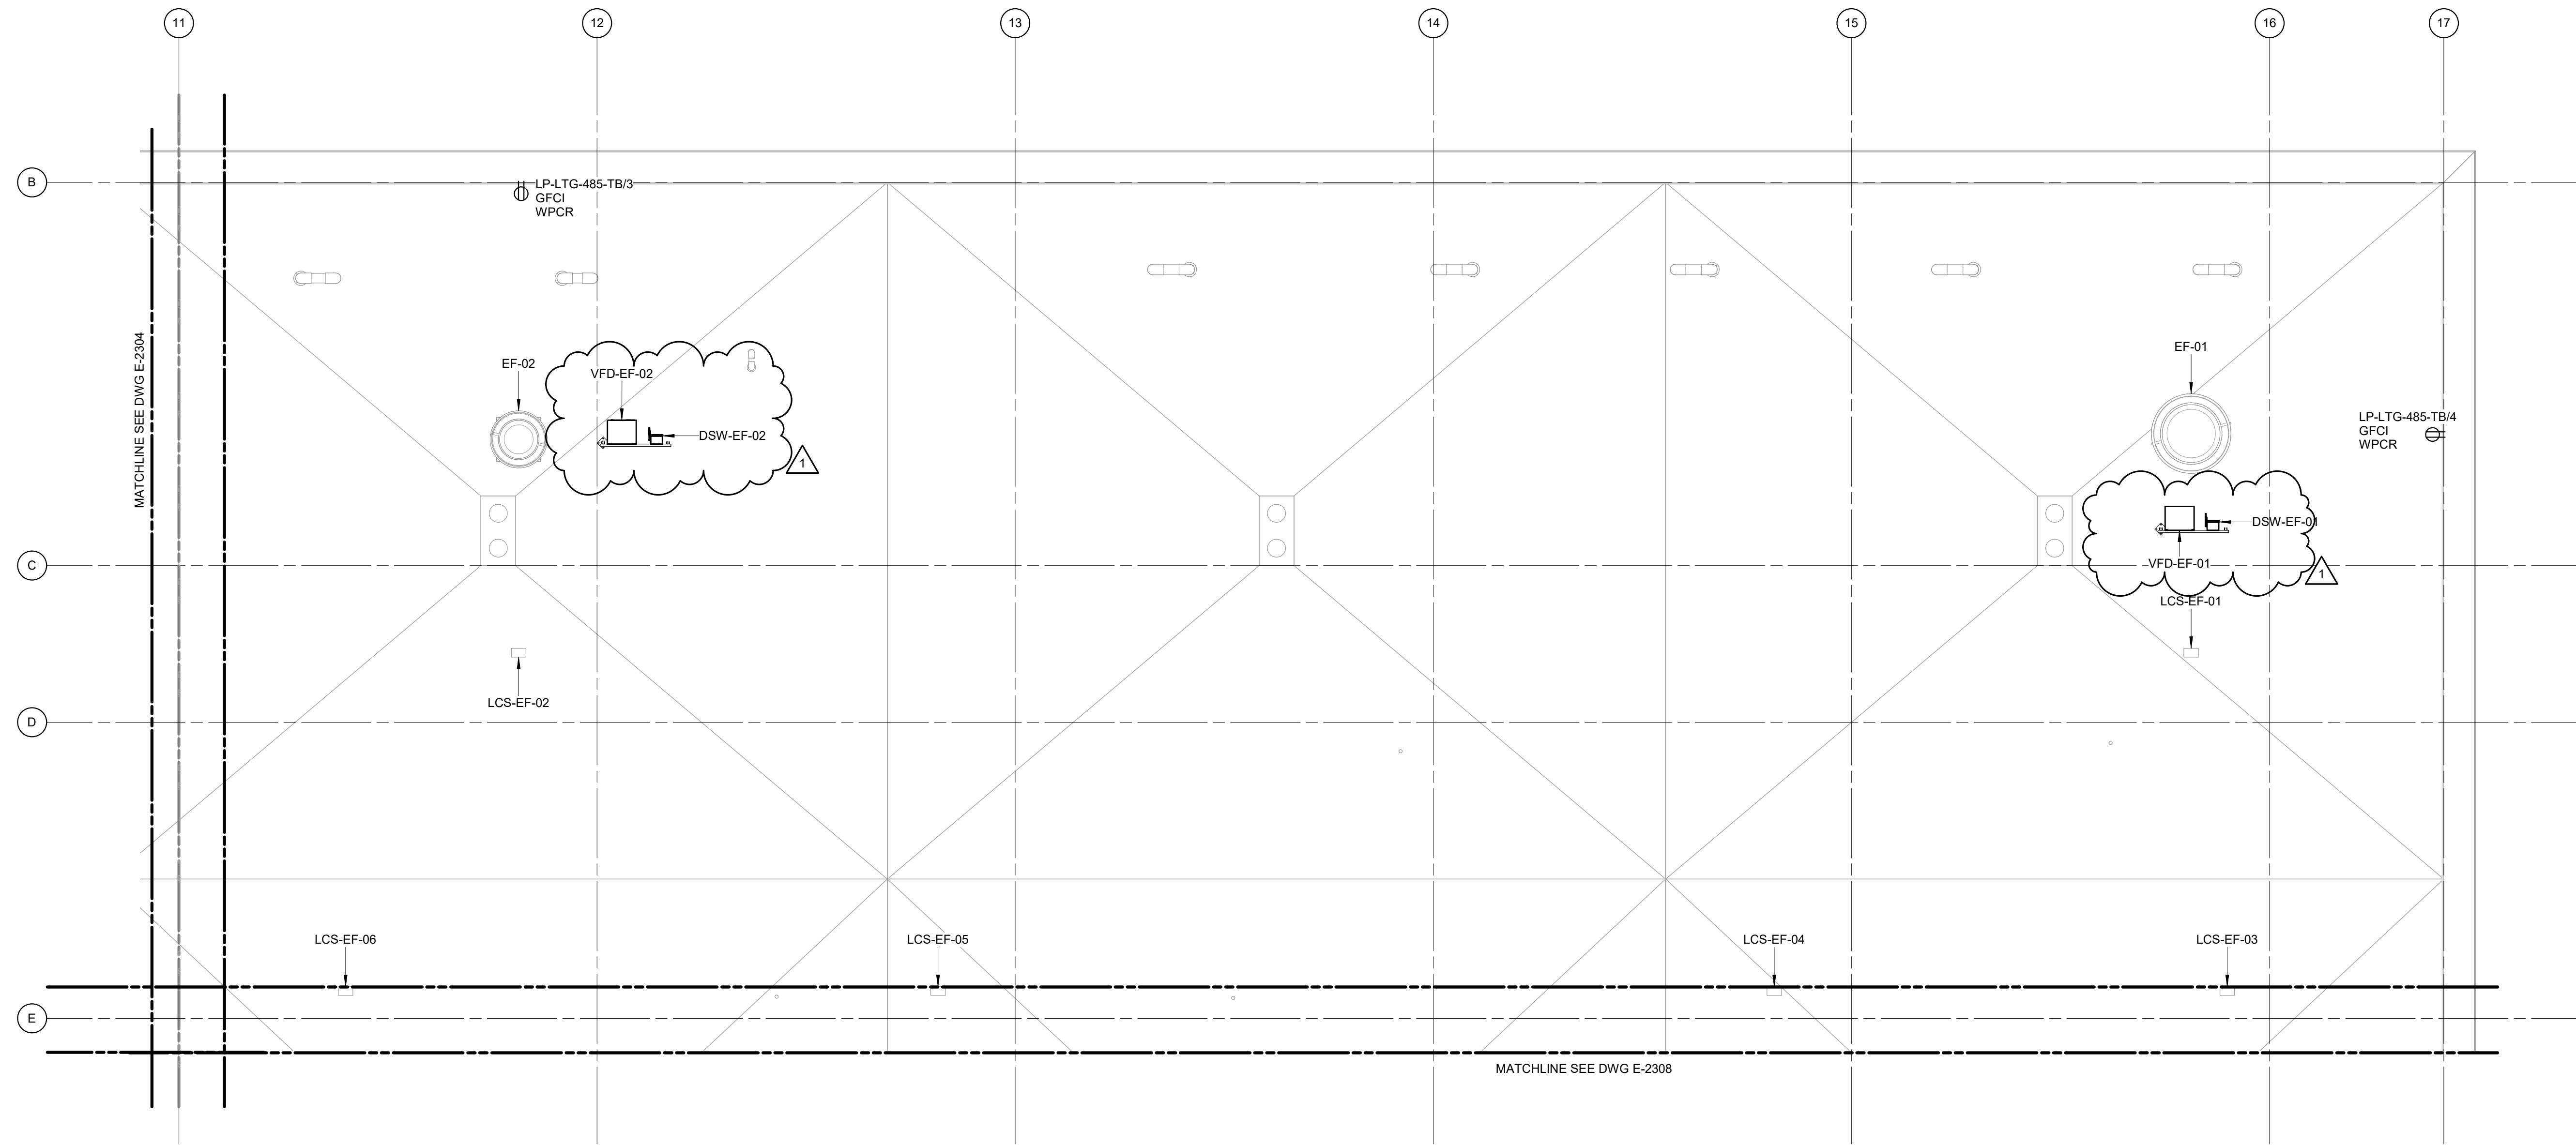 11
12
13
14
15
16
17
B
LP-LTG-485-TB/3
GFCI
WPCR
MATCHLINE SEE DWG E-2304
EF-02
VFD-EF-02
DSW-EF-02
1
EF-01
LP-LTG-485-TB/4
GFCI
WPCR
DSW-EF-01
VFD-EF-01
1
C
LCS-EF-01
LCS-EF-02
D
LCS-EF-06
LCS-EF-05
LCS-EF-04
LCS-EF-03
E
MATCHLINE SEE DWG E-2308